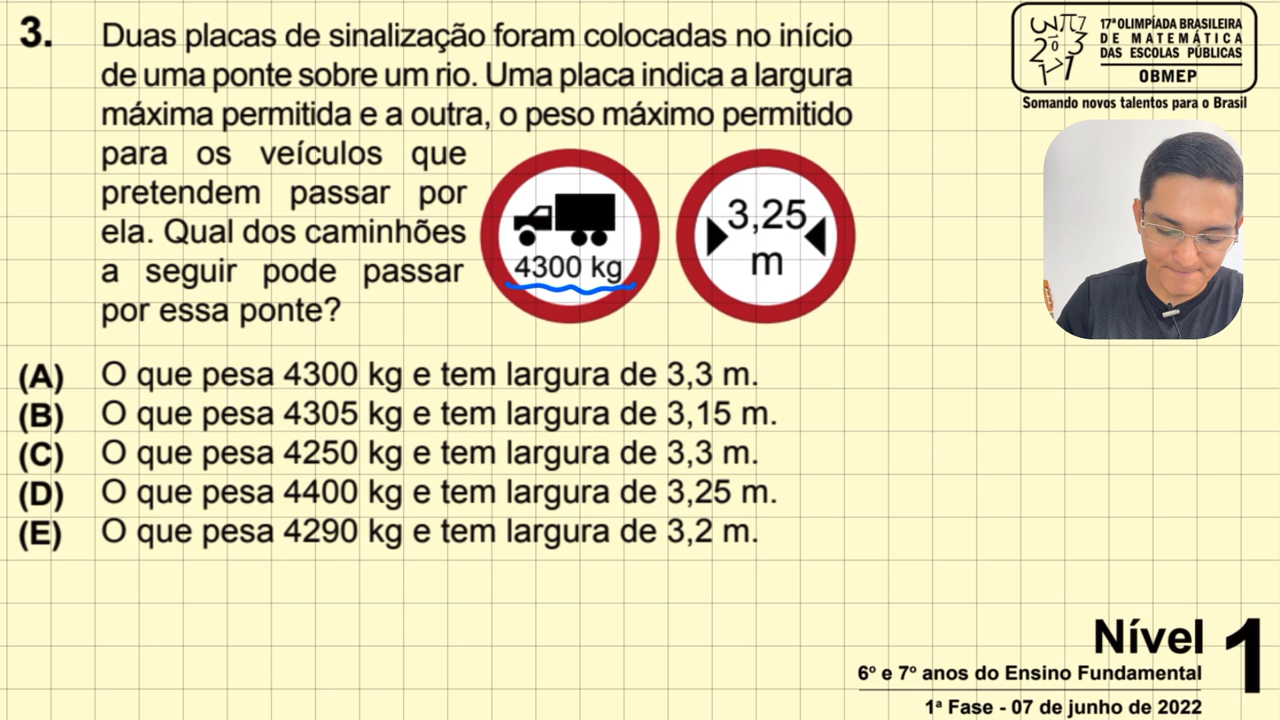 3. Duas placas de sinalização foram colocadas no início
de uma ponte sobre um rio. Uma placa indica a largura
máxima permitida e a outra, o peso máximo permitido
para os veículos que
pretendem passar por
ela. Qual dos caminhões
a seguir pode passar
por essa ponte?
4300 kg
3,25
m
(A) O que pesa 4300 kg e tem largura de 3,3 m.
(B) O que pesa 4305 kg e tem largura de 3,15 m.
(C) O que pesa 4250 kg e tem largura de 3,3 m.
(D) O que pesa 4400 kg e tem largura de 3,25 m.
(E) O que pesa 4290 kg e tem largura de 3,2 m.
17ª OLIMPÍADA BRASILEIRA
DE MATEMÁTICA
DAS ESCOLAS PÚBLICAS
OBMEP
Somando novos talentos para o Brasil
Nível 1
6º e 7º anos do Ensino Fundamental
1ª Fase - 07 de junho de 2022